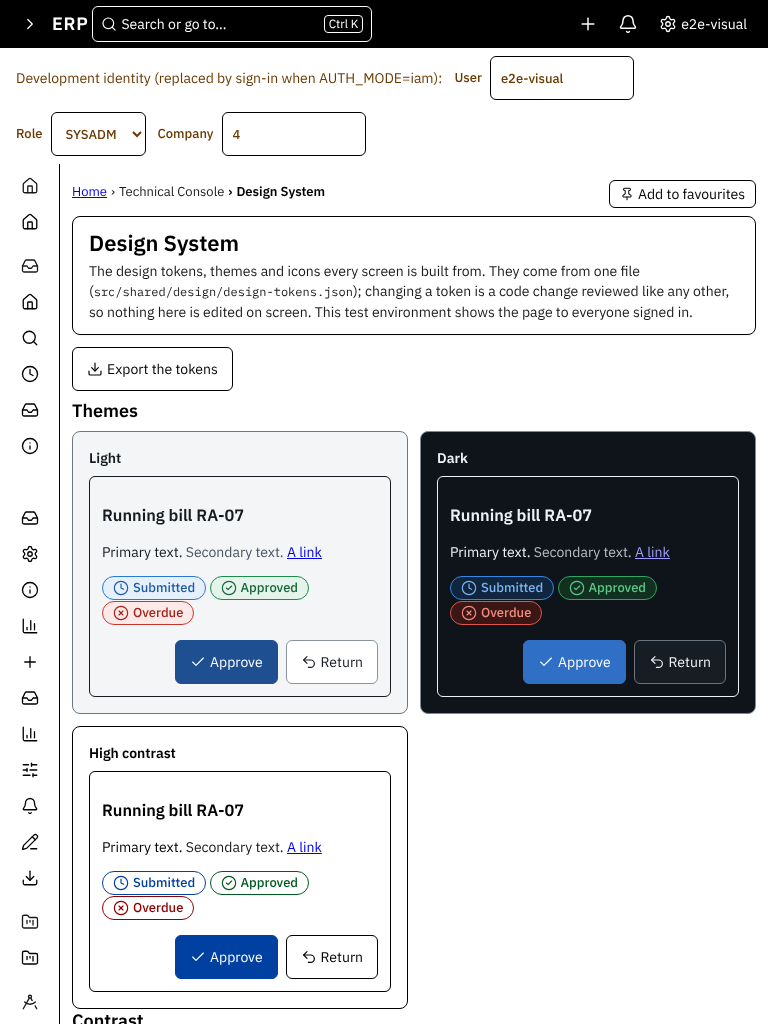 ERP
Search or go to...
Ctrl K
e2e-visual
Development identity (replaced by sign-in when AUTH_MODE=iam):
User
e2e-visual
Role
SYSADM
Company
4
Home › Technical Console › Design System
Add to favourites
Design System
The design tokens, themes and icons every screen is built from. They come from one file
(src/shared/design/design-tokens.json); changing a token is a code change reviewed like any other,
so nothing here is edited on screen. This test environment shows the page to everyone signed in.
Export the tokens
Themes
Light
Running bill RA-07
Primary text. Secondary text. A link
Submitted
Approved
Overdue
Approve
Return
Dark
Running bill RA-07
Primary text. Secondary text. A link
Submitted
Approved
Overdue
Approve
Return
High contrast
Running bill RA-07
Primary text. Secondary text. A link
Submitted
Approved
Overdue
Approve
Return
Contrast